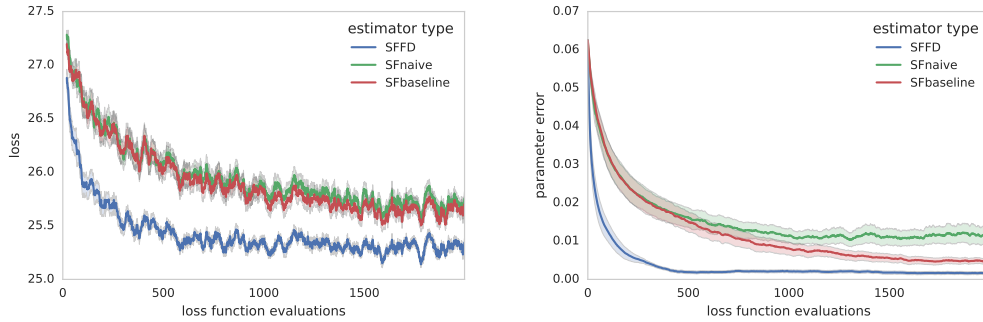 27.5
27.0
26.5
26.0
25.5
25.0
loss
0
500
1000
1500
loss function evaluations
estimator type
SFFD
SFnaive
SFbaseline
0.07
0.06
0.05
0.04
0.03
0.02
0.01
0.00
parameter error
0
500
1000
1500
loss function evaluations
estimator type
SFFD
SFnaive
SFbaseline